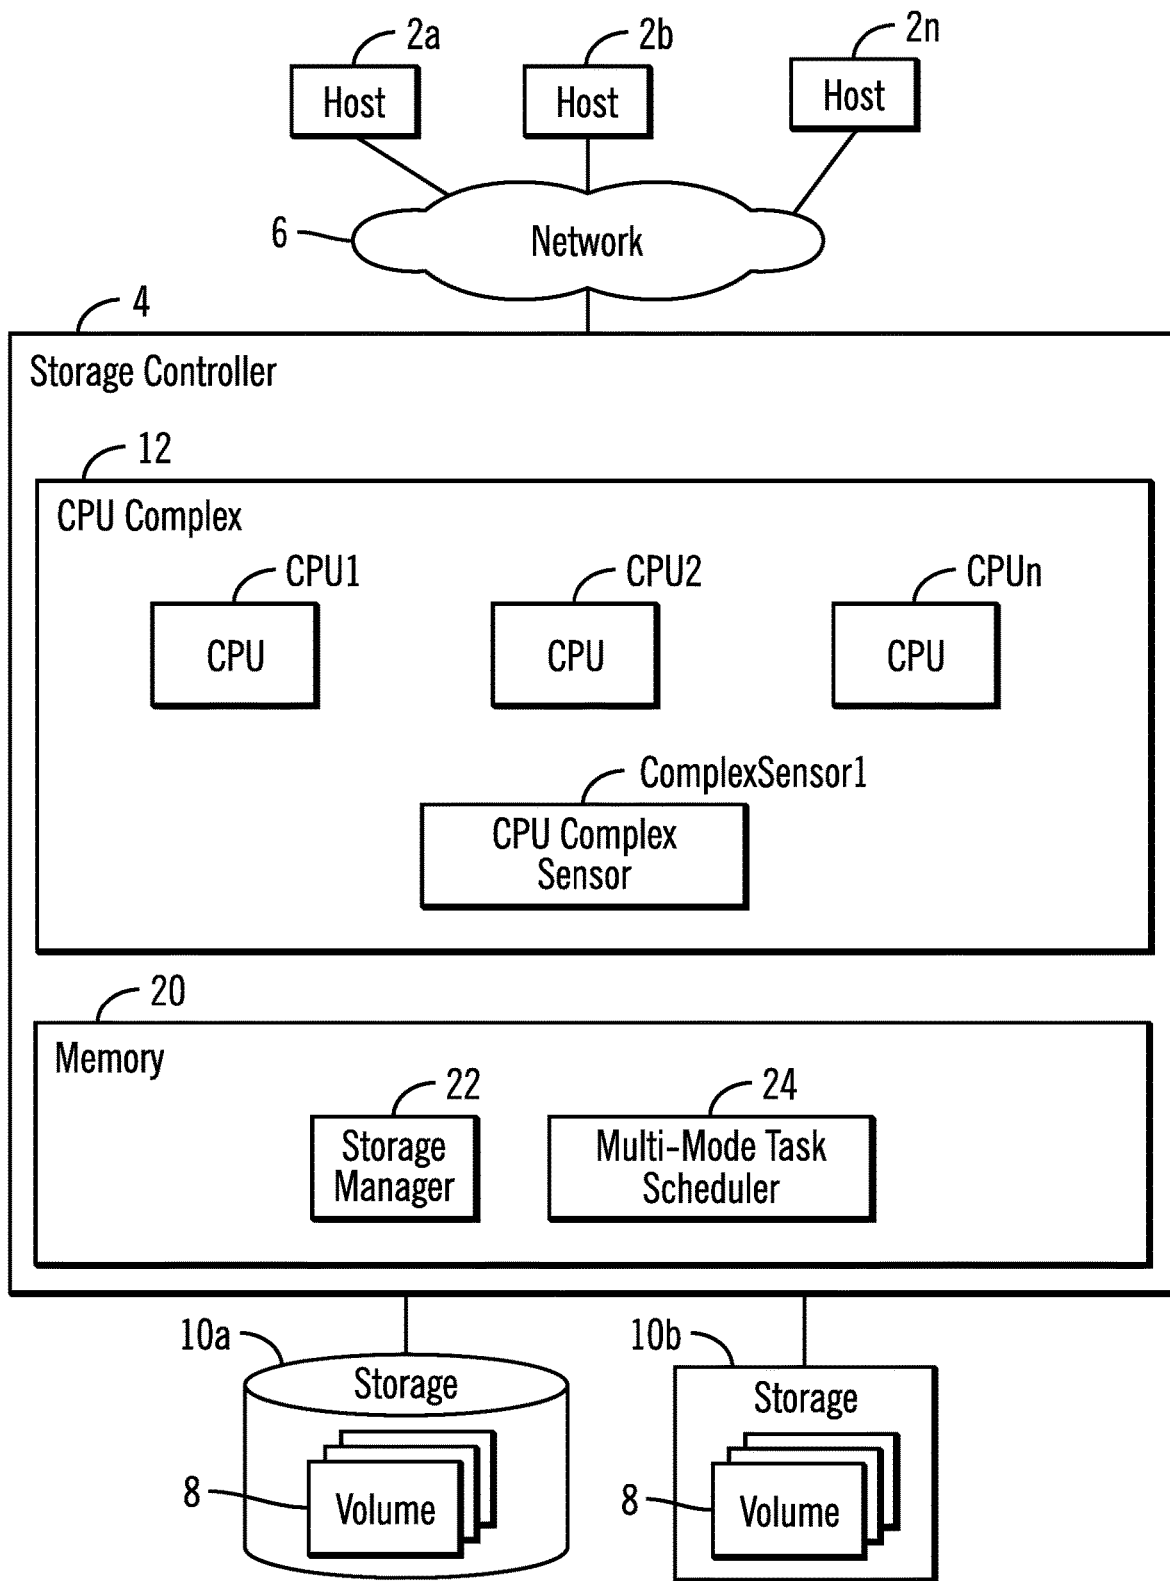 2a
2b
2n
Host
Host
Host
6
Network
4
Storage Controller
12
CPU Complex
CPU1
CPU2
CPUn
CPU
CPU
CPU
ComplexSensor1
CPU Complex
Sensor
20
Memory
22
24
Storage
Manager
Multi-Mode Task
Scheduler
10a
10b
Storage
Storage
8
Volume
8
Volume